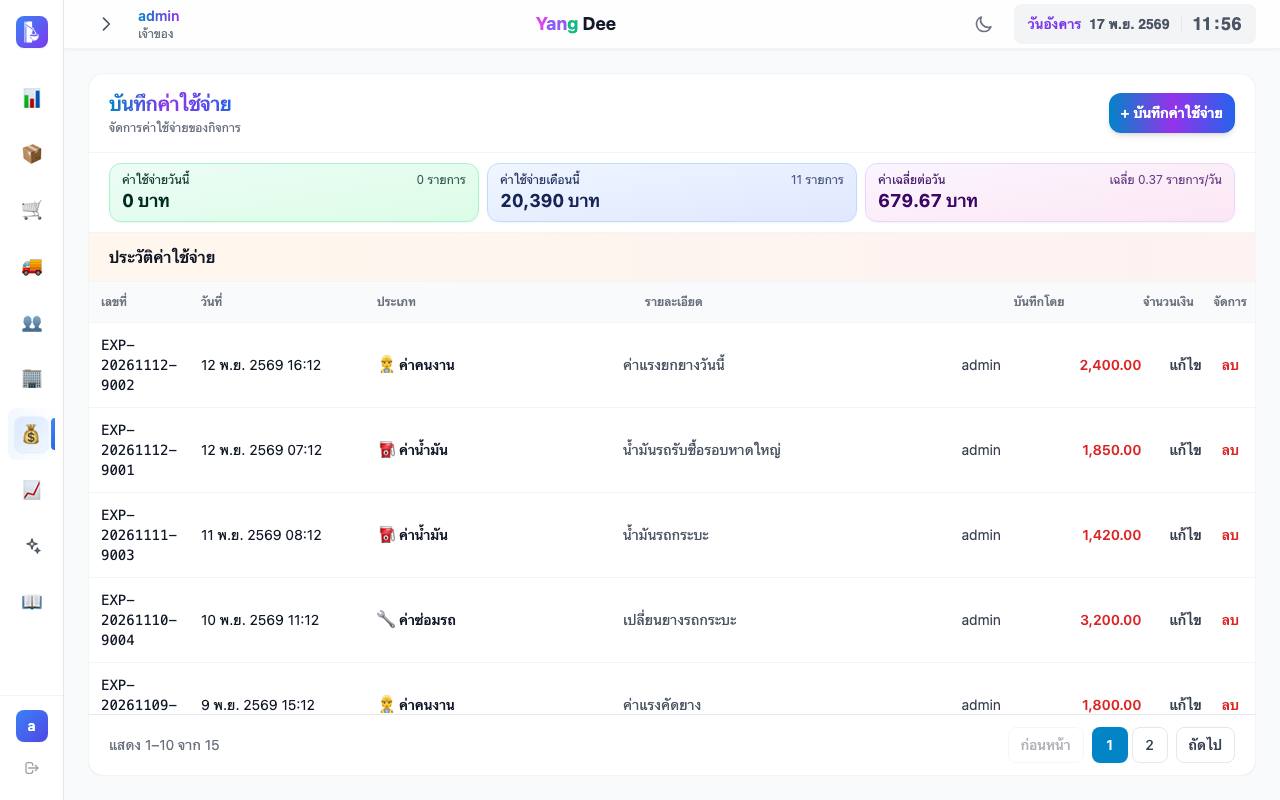 admin
เจ้าของ
Yang Dee
วันอังคาร 17 พ.ย. 2569 11:56
บันทึกค่าใช้จ่าย
จัดการค่าใช้จ่ายของกิจการ
+ บันทึกค่าใช้จ่าย
ค่าใช้จ่ายวันนี้ 0 รายการ
0 บาท
ค่าใช้จ่ายเดือนนี้ 11 รายการ
20,390 บาท
ค่าเฉลี่ยต่อวัน เฉลี่ย 0.37 รายการ/วัน
679.67 บาท
ประวัติค่าใช้จ่าย
เลขที่ วันที่ ประเภท รายละเอียด บันทึกโดย จำนวนเงิน จัดการ
EXP-
20261112-
9002
12 พ.ย. 2569 16:12 ค่าคนงาน ค่าแรงยกยางวันนี้ admin 2,400.00 แก้ไข ลบ
EXP-
20261112-
9001
12 พ.ย. 2569 07:12 ค่าน้ำมัน น้ำมันรถรับซื้อรอบหาดใหญ่ admin 1,850.00 แก้ไข ลบ
EXP-
20261111-
9003
11 พ.ย. 2569 08:12 ค่าน้ำมัน น้ำมันรถกระบะ admin 1,420.00 แก้ไข ลบ
EXP-
20261110-
9004
10 พ.ย. 2569 11:12 ค่าซ่อมรถ เปลี่ยนยางรถกระบะ admin 3,200.00 แก้ไข ลบ
EXP-
20261109-
9 พ.ย. 2569 15:12 ค่าคนงาน ค่าแรงคัดยาง admin 1,800.00 แก้ไข ลบ
แสดง 1–10 จาก 15
ก่อนหน้า 1 2 ถัดไป
a